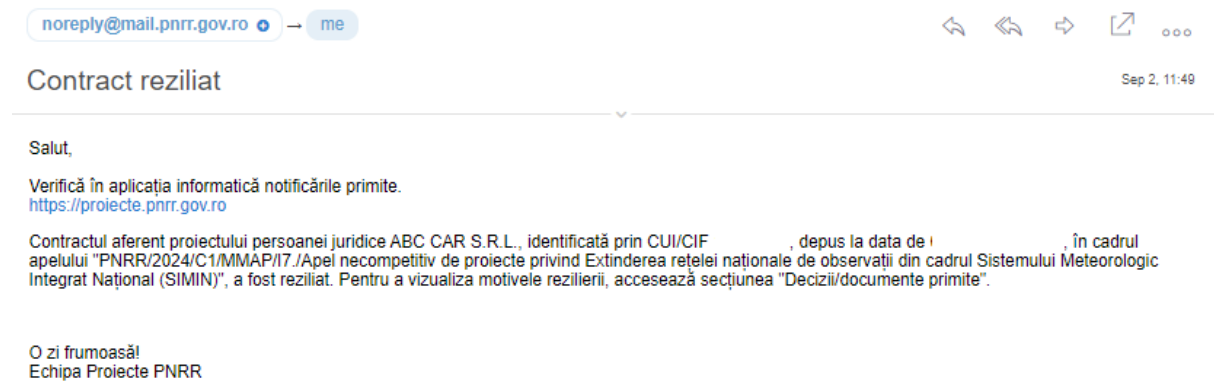 noreply@mail.pnrr.gov.ro → me
Contract reziliat
Sep 2, 11:49
Salut,
Verifică în aplicația informatică notificările primite.
https://proiecte.pnrr.gov.ro
Contractul aferent proiectului persoanei juridice ABC CAR S.R.L., identificată prin CUI/CIF , depus la data de , în cadrul
apelului "PNRR/2024/C1/MMAP/I7./Apel necompetitiv de proiecte privind Extinderea rețelei naționale de observații din cadrul Sistemului Meteorologic
Integrat Național (SIMIN)", a fost reziliat. Pentru a vizualiza motivele rezilierii, accesează secțiunea "Decizii/documente primite".
O zi frumoasă!
Echipa Proiecte PNRR